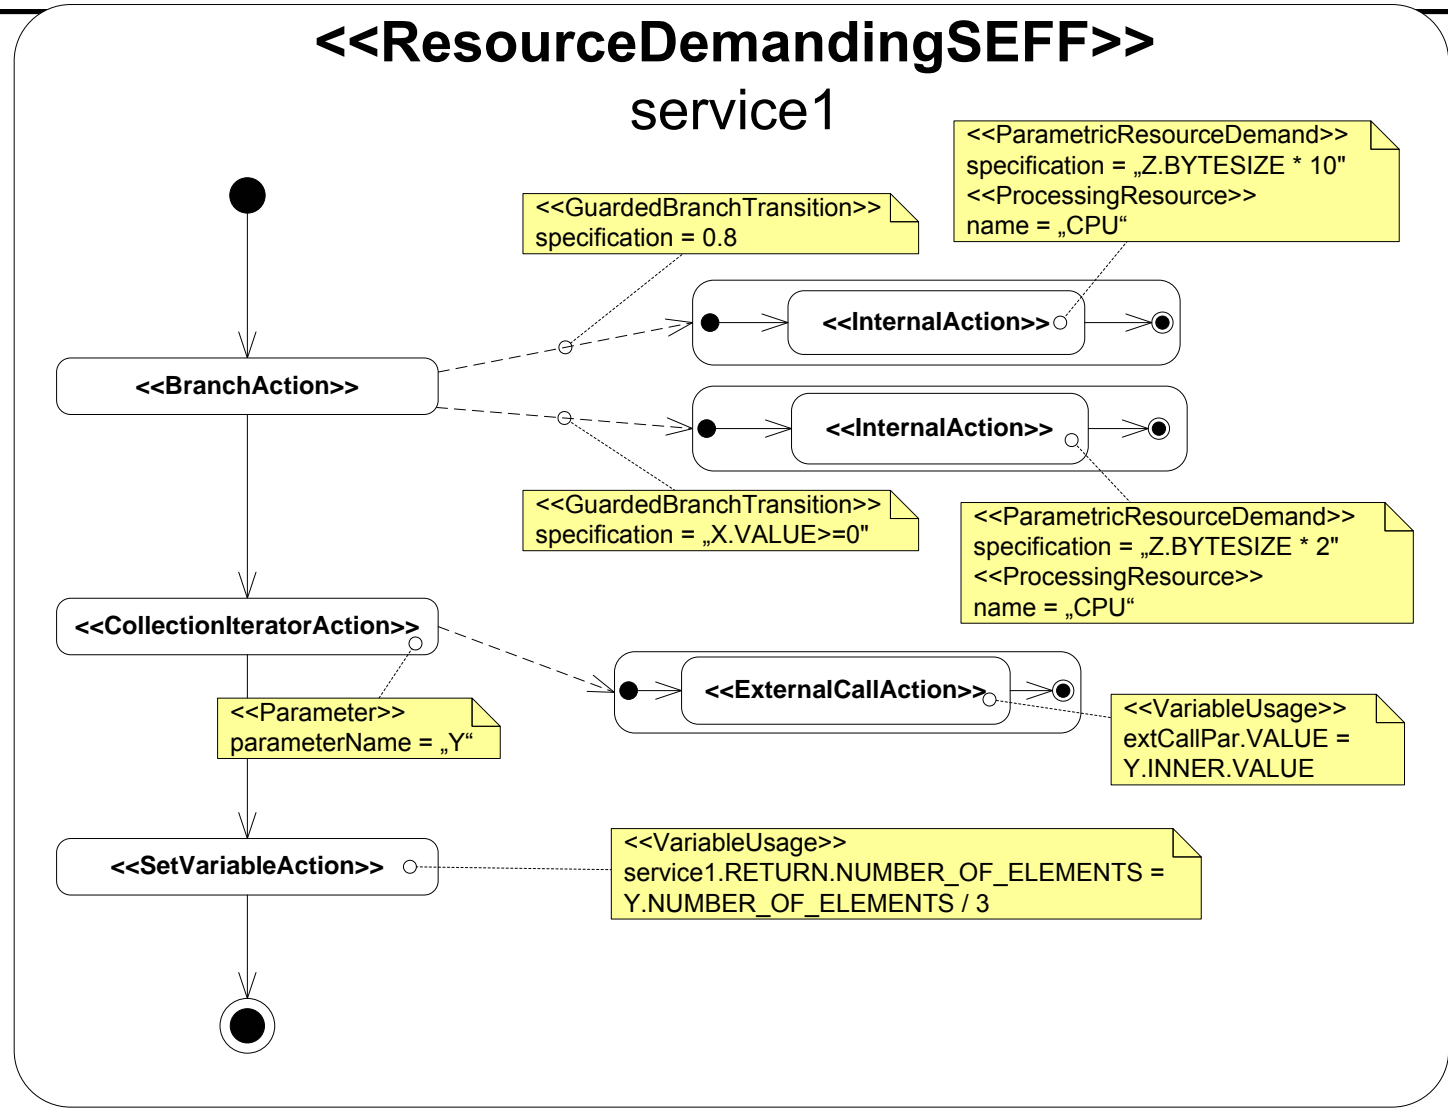 <<ResourceDemandingSEFF>>
service1
<<ParametricResourceDemand>>
specification = „Z.BYTESIZE * 10"
<<ProcessingResource>>
name = „CPU“
<<GuardedBranchTransition>>
specification = 0.8
<<InternalAction>>
<<BranchAction>>
<<InternalAction>>
<<GuardedBranchTransition>>
specification = „X.VALUE>=0"
<<ParametricResourceDemand>>
specification = „Z.BYTESIZE * 2"
<<ProcessingResource>>
name = „CPU“
<<CollectionIteratorAction>>
<<ExternalCallAction>>
<<Parameter>>
parameterName = „Y“
<<VariableUsage>>
extCallPar.VALUE =
Y.INNER.VALUE
<<SetVariableAction>>
<<VariableUsage>>
service1.RETURN.NUMBER_OF_ELEMENTS =
Y.NUMBER_OF_ELEMENTS / 3